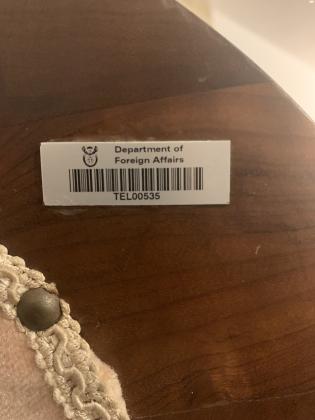 Department of
Foreign Affairs
TEL00535